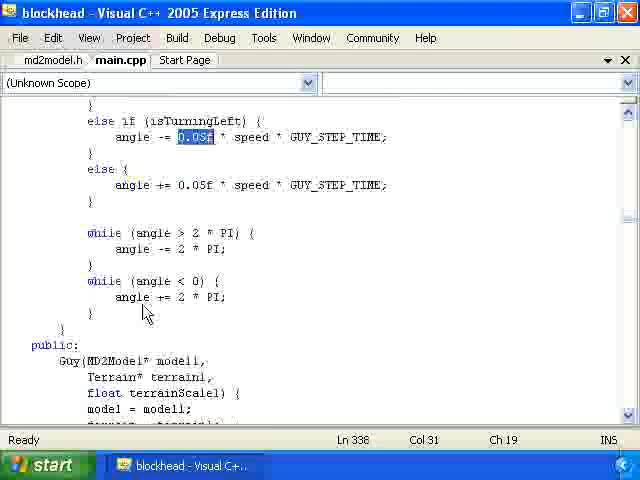 blockhead - Visual C++ 2005 Express Edition
File Edit View Project Build Debug Tools Window Community Help
md2model.h main.cpp Start Page
(Unknown Scope)
}
else if (isTurningLeft) {
angle -= 0.05f * speed * GUY_STEP_TIME;
}
else {
angle += 0.05f * speed * GUY_STEP_TIME;
}
while (angle > 2 * PI) {
angle -= 2 * PI;
}
while (angle < 0) {
angle += 2 * PI;
}
}
public:
Guy(MD2Model* model1,
Terrain* terrain1,
float terrainScale1) {
model = model1;
Ready Ln 338 Col 31 Ch 19 INS
start blockhead - Visual C++...